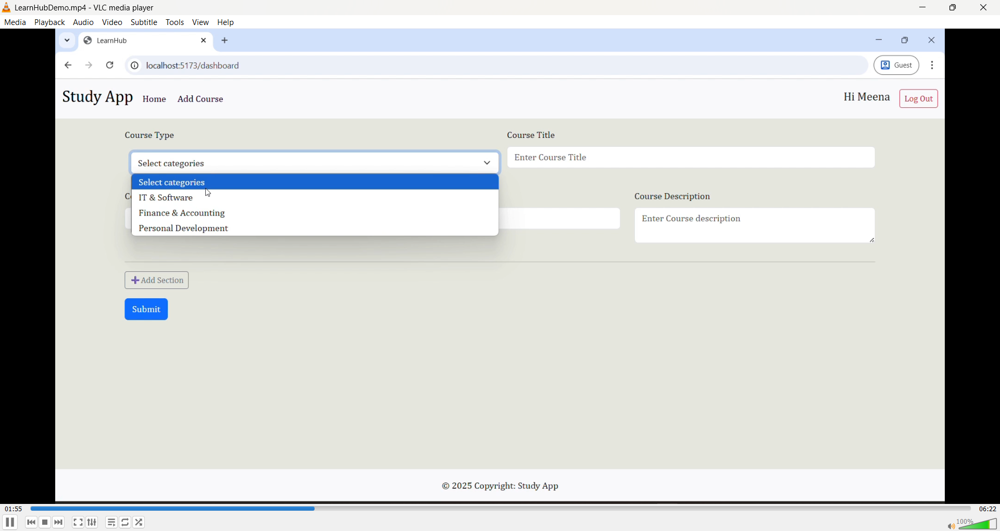 LearnHubDemo.mp4 - VLC media player
Media Playback Audio Video Subtitle Tools View Help
LearnHub
localhost:5173/dashboard
Guest
Study App Home Add Course
Hi Meena Log Out
Course Type
Course Title
Select categories
Enter Course Title
Select categories
IT & Software
Finance & Accounting
Personal Development
Course Description
Enter Course description
Add Section
Submit
© 2025 Copyright: Study App
01:55
06:22
100%